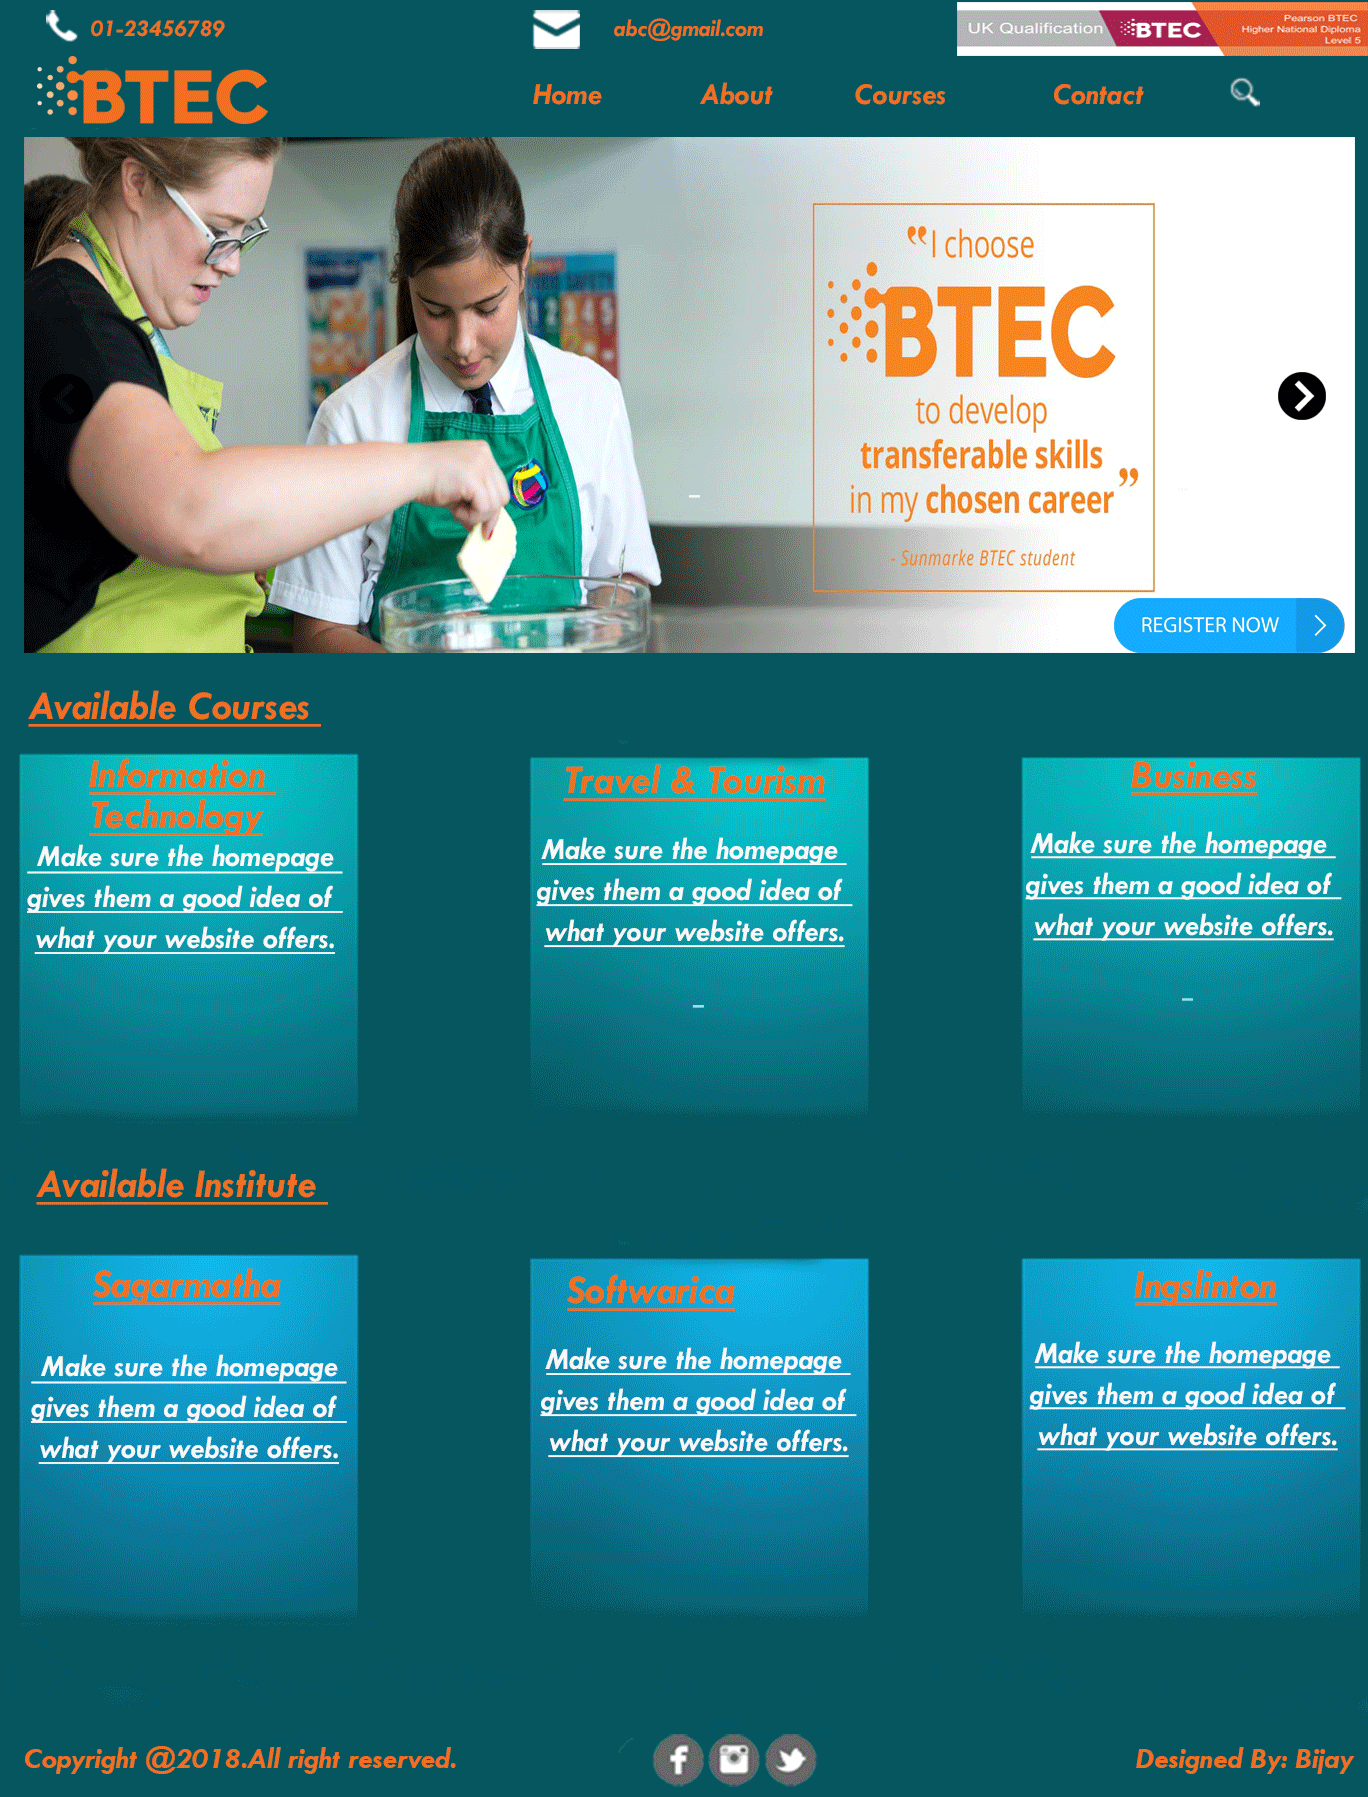 01-23456789
abc@gmail.com
UK Qualification
BTEC
Pearson BTEC
Higher National Diploma
Level 5
BTEC
Home
About
Courses
Contact
“I choose
BTEC
to develop
transferable skills
in my chosen career”
- Sunmarke BTEC student
REGISTER NOW
Available Courses
Information
Technology
Make sure the homepage
gives them a good idea of
what your website offers.
Travel & Tourism
Make sure the homepage
gives them a good idea of
what your website offers.
Business
Make sure the homepage
gives them a good idea of
what your website offers.
Available Institute
Sagarmatha
Make sure the homepage
gives them a good idea of
what your website offers.
Softwarica
Make sure the homepage
gives them a good idea of
what your website offers.
Ingslinton
Make sure the homepage
gives them a good idea of
what your website offers.
Copyright @2018.All right reserved.
Designed By: Bijay